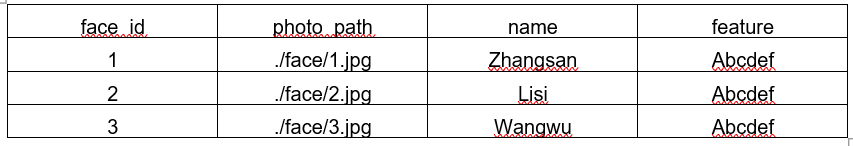 face_id photo_path name feature
1 ./face/1.jpg Zhangsan Abcdef
2 ./face/2.jpg Lisi Abcdef
3 ./face/3.jpg Wangwu Abcdef